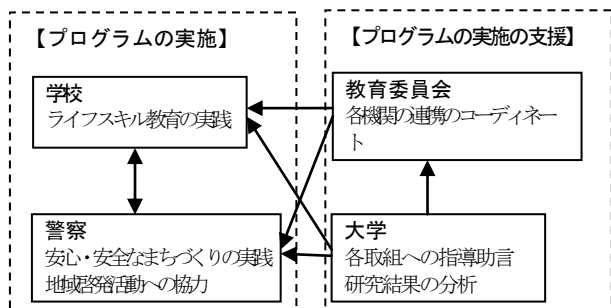 【プログラムの実施】
【プログラムの実施の支援】
学校
ライフスキル教育の実践
教育委員会
各機関の連携のコーディネー
ト
警察
安心・安全なまちづくりの実践
地域啓発活動への協力
大学
各取組への指導助言
研究結果の分析